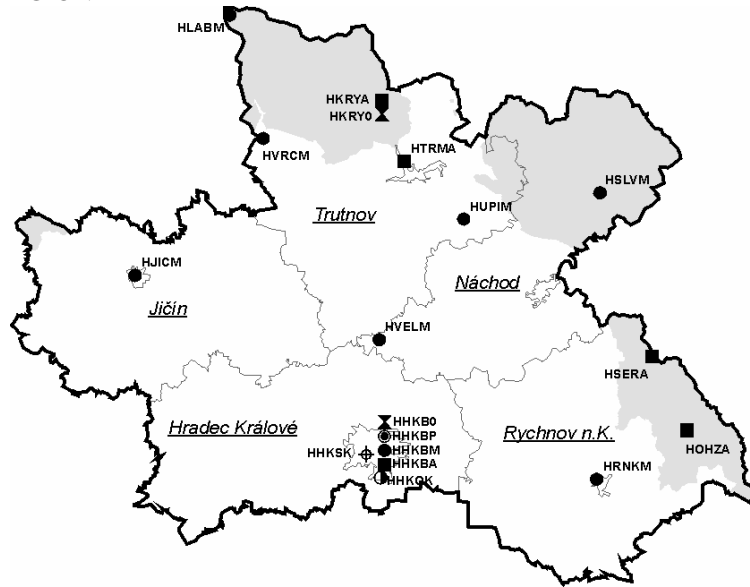 HLABM
HKRYA
HKRY0
HVRCM
HTRMA
HSLVM
HUPIM
Trutnov
HJICM
Náchod
Jičín
HVELM
HSERA
HHKB0
Hradec Králové
HHKBP
Rychnov n.K.
HOHZA
HHKSK
HHKBM
HHKBA
HRNKM
HHKOK